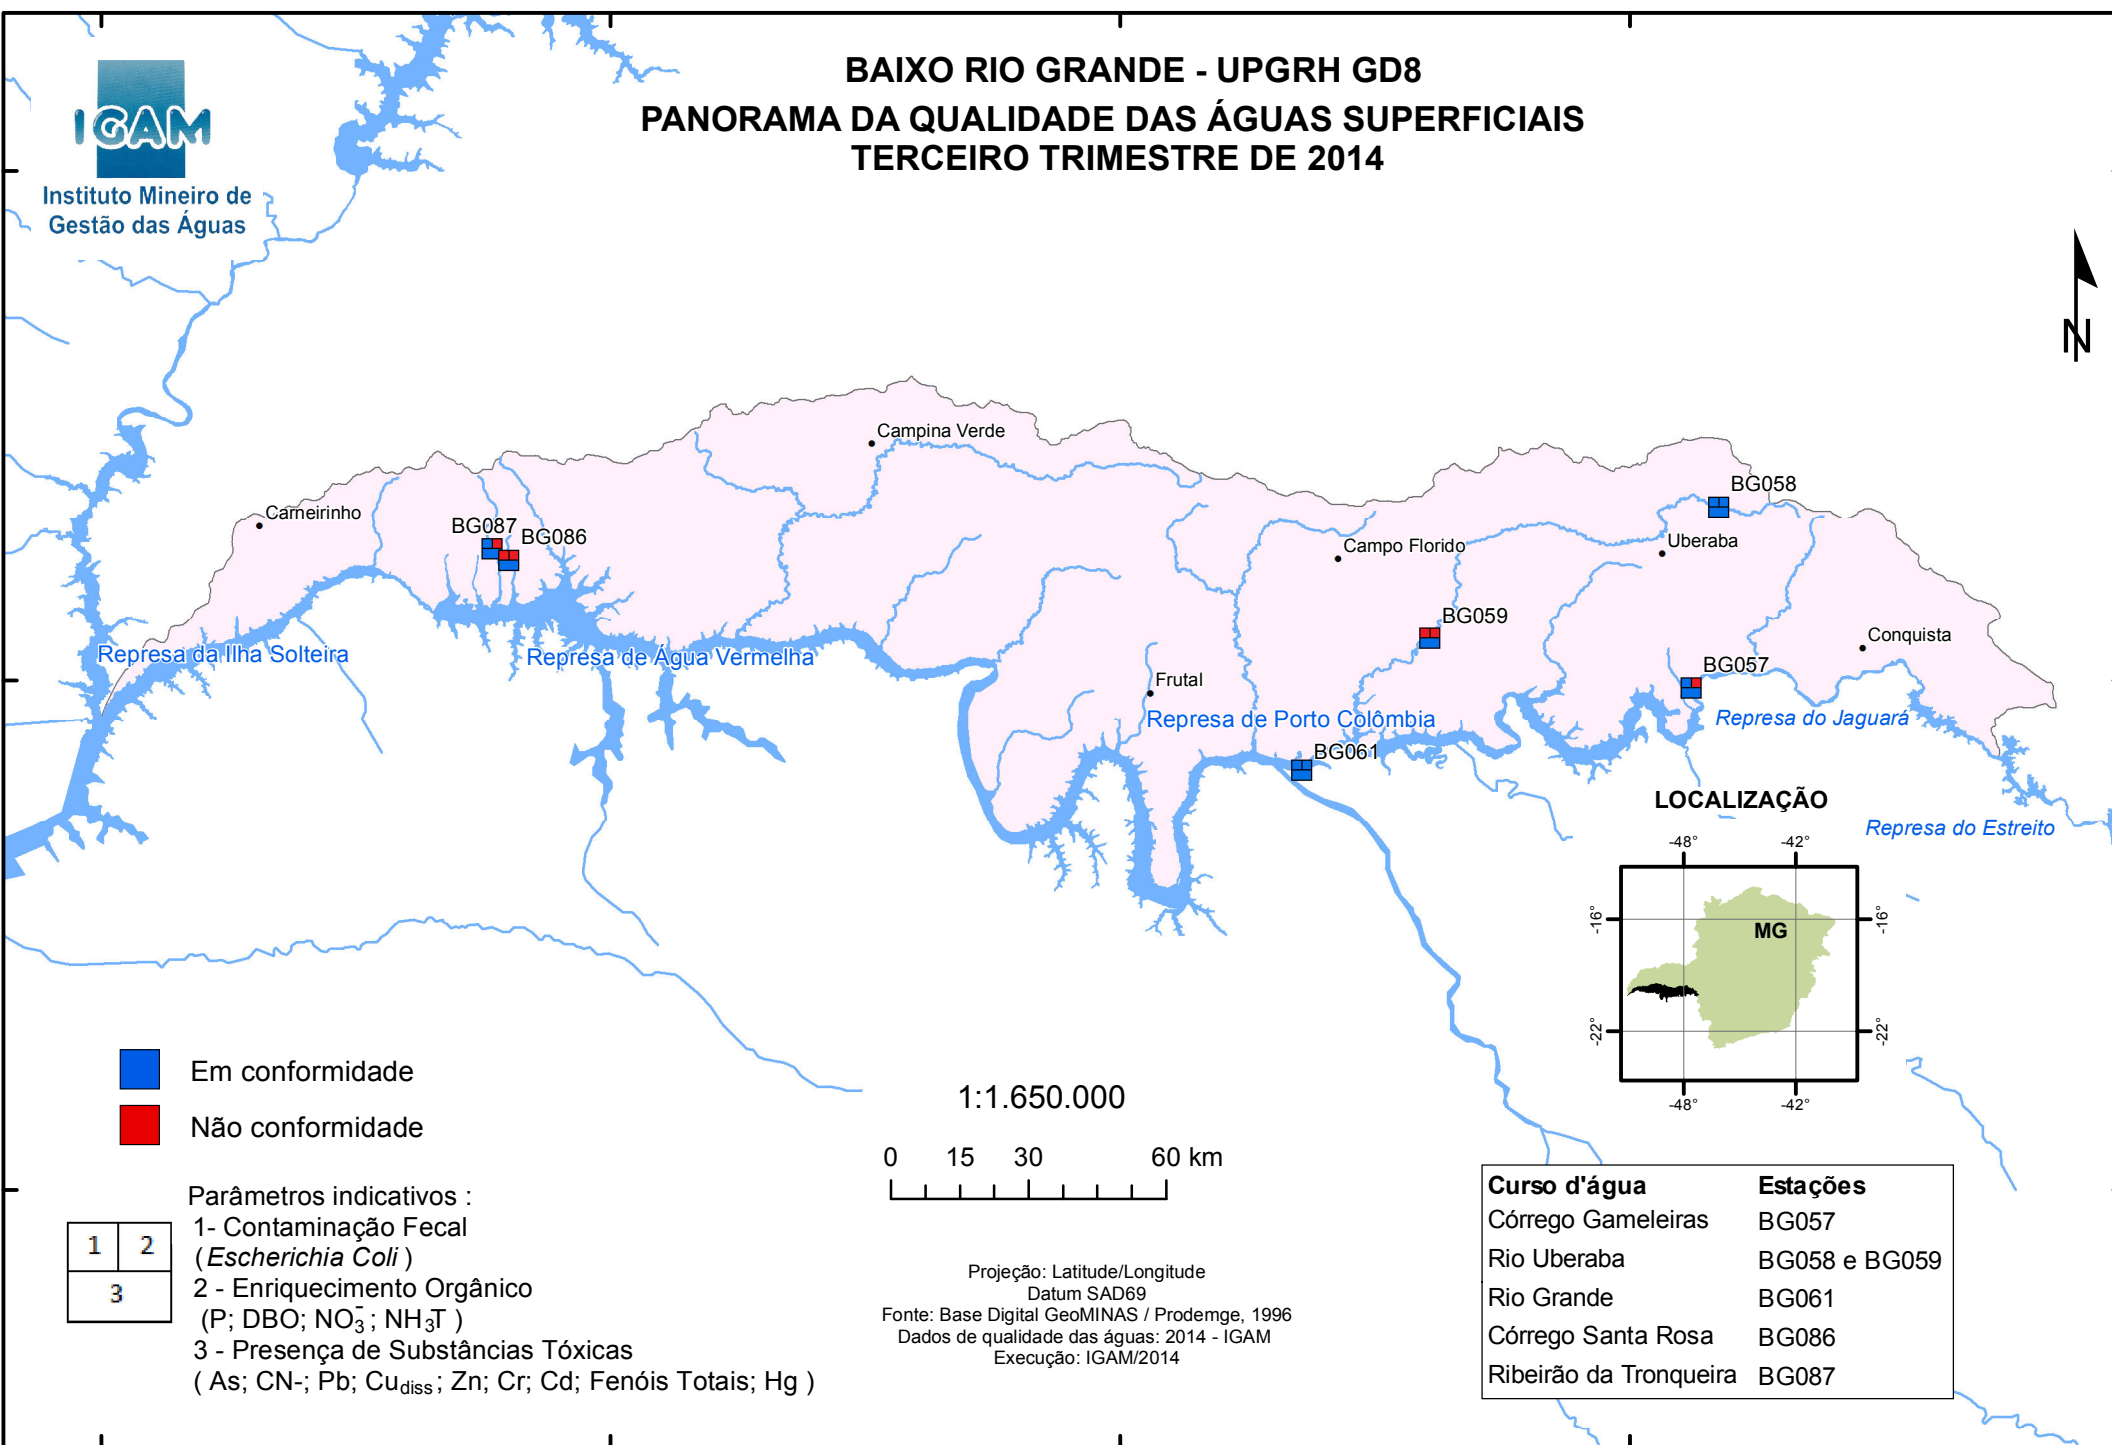 BAIXO RIO GRANDE - UPGRH GD8
PANORAMA DA QUALIDADE DAS ÁGUAS SUPERFICIAIS
TERCEIRO TRIMESTRE DE 2014
IGAM
Instituto Mineiro de
Gestão das Águas
N
Campina Verde
Carneirinho
BG087
BG086
BG058
Uberaba
Campo Florido
BG059
Conquista
BG057
Represa da Ilha Solteira
Represa de Água Vermelha
Frutal
Represa de Porto Colômbia
Represa do Jaguará
BG061
LOCALIZAÇÃO
Represa do Estreito
-48° -42°
-16° -16°
MG
-22° -22°
-48° -42°
Em conformidade
Não conformidade
Parâmetros indicativos :
1- Contaminação Fecal
(Escherichia Coli )
2 - Enriquecimento Orgânico
(P; DBO; NO₃⁻; NH₃T )
3 - Presença de Substâncias Tóxicas
( As; CN-; Pb; Cudiss; Zn; Cr; Cd; Fenóis Totais; Hg )
1 2
3
1:1.650.000
0 15 30 60 km
Projeção: Latitude/Longitude
Datum SAD69
Fonte: Base Digital GeoMINAS / Prodemge, 1996
Dados de qualidade das águas: 2014 - IGAM
Execução: IGAM/2014
Curso d'água Estações
Córrego Gameleiras BG057
Rio Uberaba BG058 e BG059
Rio Grande BG061
Córrego Santa Rosa BG086
Ribeirão da Tronqueira BG087